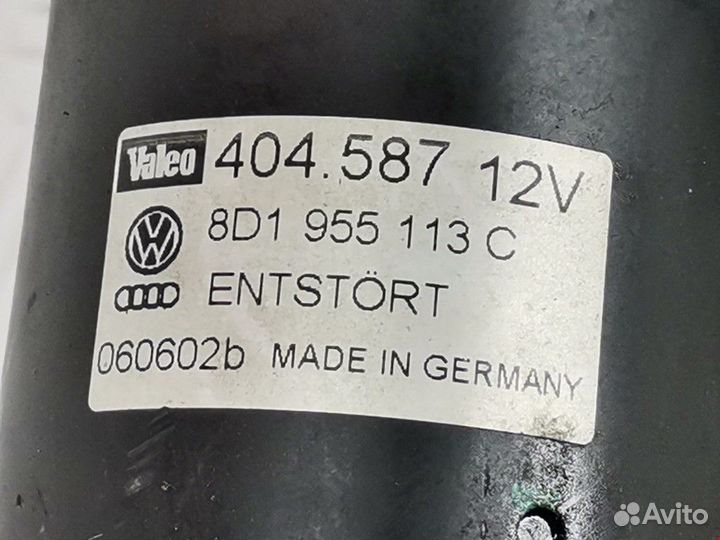 Valeo 404.587 12V
8D1 955 113 C
ENTSTÖRT
060602b MADE IN GERMANY
Avito